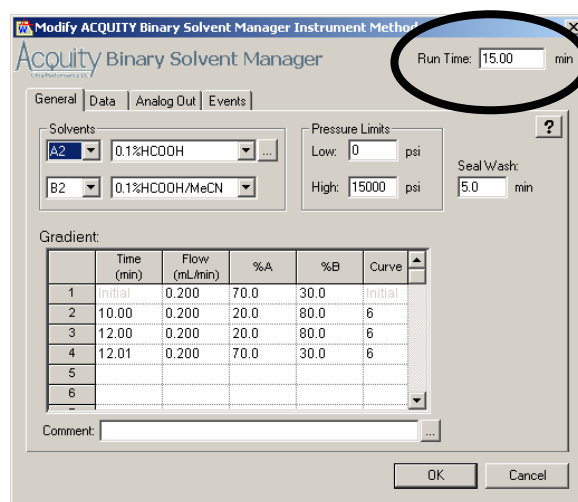 Modify ACQUITY Binary Solvent Manager Instrument Method
Acquity Binary Solvent Manager
Run Time: 15.00 min
General Data Analog Out Events
Solvents
A2 0.1%HCOOH ...
B2 0.1%HCOOH/MeCN
Pressure Limits
Low: 0 psi
High: 15000 psi
?
Seal Wash:
5.0 min
Gradient:
Time (min) Flow (mL/min) %A %B Curve
1 Initial 0.200 70.0 30.0 Initial
2 10.00 0.200 20.0 80.0 6
3 12.00 0.200 20.0 80.0 6
4 12.01 0.200 70.0 30.0 6
5
6
Comment: ...
OK Cancel